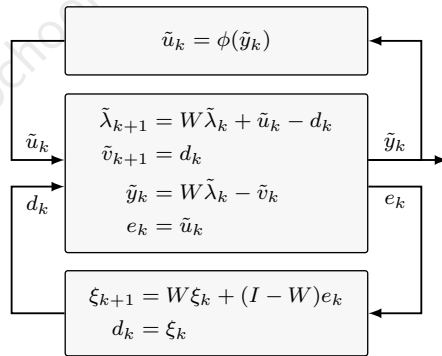 School
ũ_k = ϕ(ỹ_k)
λ̃_{k+1} = Wλ̃_k + ũ_k − d_k
ṽ_{k+1} = d_k
ỹ_k = Wλ̃_k − ṽ_k
e_k = ũ_k
ũ_k
d_k
ỹ_k
e_k
ξ_{k+1} = Wξ_k + (I − W)e_k
d_k = ξ_k